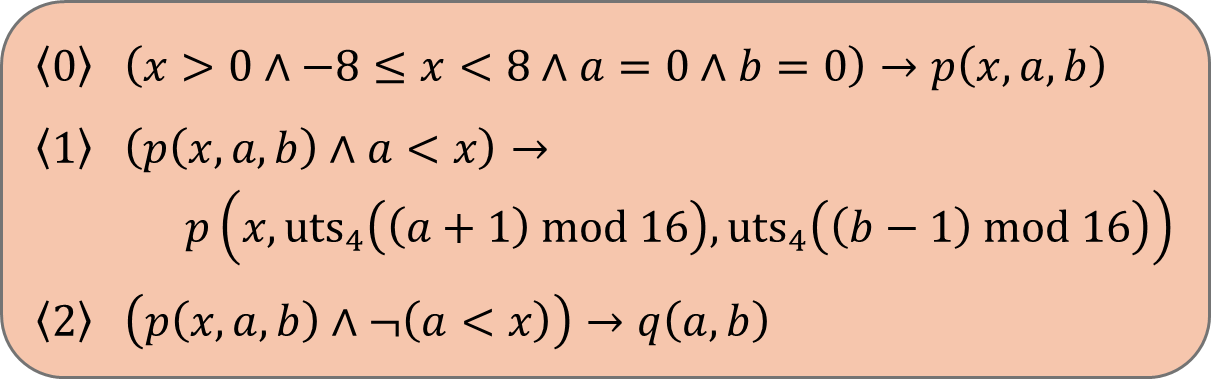 ⟨0⟩ (x > 0 ∧ −8 ≤ x < 8 ∧ a = 0 ∧ b = 0) → p(x, a, b)
⟨1⟩ (p(x, a, b) ∧ a < x) →
p(x, uts₄((a + 1) mod 16), uts₄((b − 1) mod 16))
⟨2⟩ (p(x, a, b) ∧ ¬(a < x)) → q(a, b)